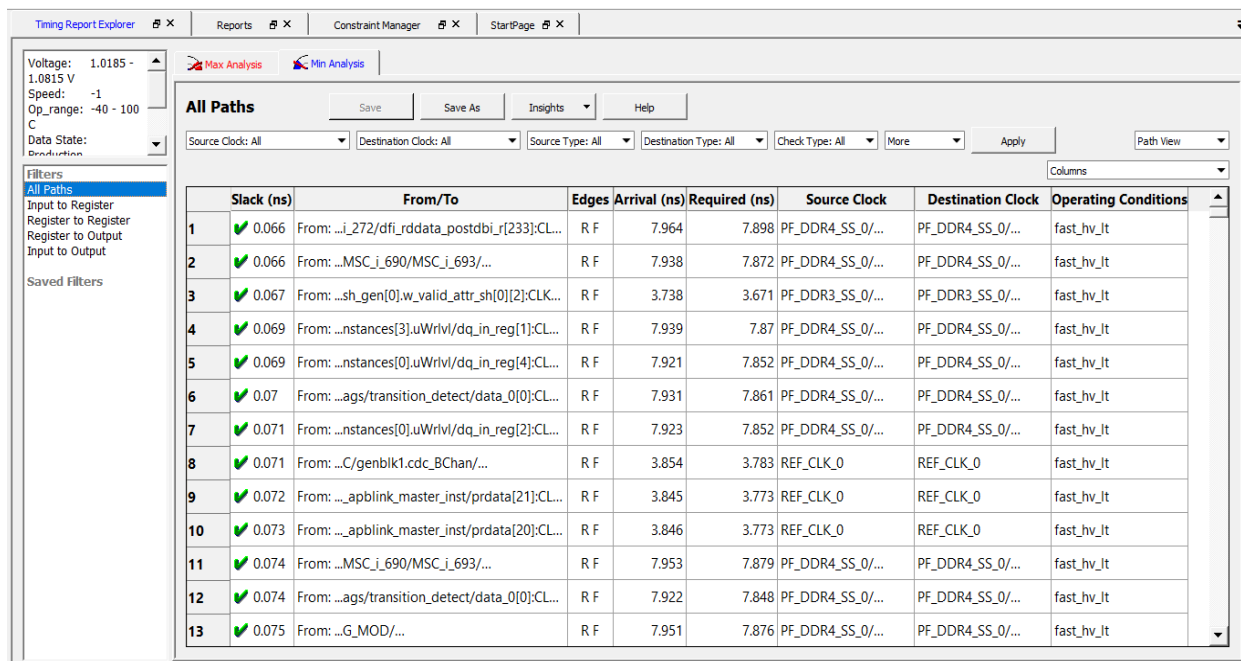 Timing Report Explorer
Reports
Constraint Manager
StartPage
Voltage: 1.0185 -
1.0815 V
Speed: -1
Op_range: -40 - 100
C
Data State:
Production
Filters
All Paths
Input to Register
Register to Register
Register to Output
Input to Output
Saved Filters
Max Analysis Min Analysis
All Paths Save Save As Insights Help
Source Clock: All Destination Clock: All Source Type: All Destination Type: All Check Type: All More Apply Path View
Columns
Slack (ns) From/To Edges Arrival (ns) Required (ns) Source Clock Destination Clock Operating Conditions
1 0.066 From: ...i_272/dfi_rddata_postdbi_r[233]:CL... R F 7.964 7.898 PF_DDR4_SS_0/... PF_DDR4_SS_0/... fast_hv_lt
2 0.066 From: ...MSC_i_690/MSC_i_693/... R F 7.938 7.872 PF_DDR4_SS_0/... PF_DDR4_SS_0/... fast_hv_lt
3 0.067 From: ...sh_gen[0].w_valid_attr_sh[0][2]:CLK... R F 3.738 3.671 PF_DDR3_SS_0/... PF_DDR3_SS_0/... fast_hv_lt
4 0.069 From: ...nstances[3].uWrlvl/dq_in_reg[1]:CL... R F 7.939 7.87 PF_DDR4_SS_0/... PF_DDR4_SS_0/... fast_hv_lt
5 0.069 From: ...nstances[0].uWrlvl/dq_in_reg[4]:CL... R F 7.921 7.852 PF_DDR4_SS_0/... PF_DDR4_SS_0/... fast_hv_lt
6 0.07 From: ...ags/transition_detect/data_0[0]:CL... R F 7.931 7.861 PF_DDR4_SS_0/... PF_DDR4_SS_0/... fast_hv_lt
7 0.071 From: ...nstances[0].uWrlvl/dq_in_reg[2]:CL... R F 7.923 7.852 PF_DDR4_SS_0/... PF_DDR4_SS_0/... fast_hv_lt
8 0.071 From: ...C/genblk1.cdc_BChan/... R F 3.854 3.783 REF_CLK_0 REF_CLK_0 fast_hv_lt
9 0.072 From: ..._apblink_master_inst/prdata[21]:CL... R F 3.845 3.773 REF_CLK_0 REF_CLK_0 fast_hv_lt
10 0.073 From: ..._apblink_master_inst/prdata[20]:CL... R F 3.846 3.773 REF_CLK_0 REF_CLK_0 fast_hv_lt
11 0.074 From: ...MSC_i_690/MSC_i_693/... R F 7.953 7.879 PF_DDR4_SS_0/... PF_DDR4_SS_0/... fast_hv_lt
12 0.074 From: ...ags/transition_detect/data_0[0]:CL... R F 7.922 7.848 PF_DDR4_SS_0/... PF_DDR4_SS_0/... fast_hv_lt
13 0.075 From: ...G_MOD/... R F 7.951 7.876 PF_DDR4_SS_0/... PF_DDR4_SS_0/... fast_hv_lt